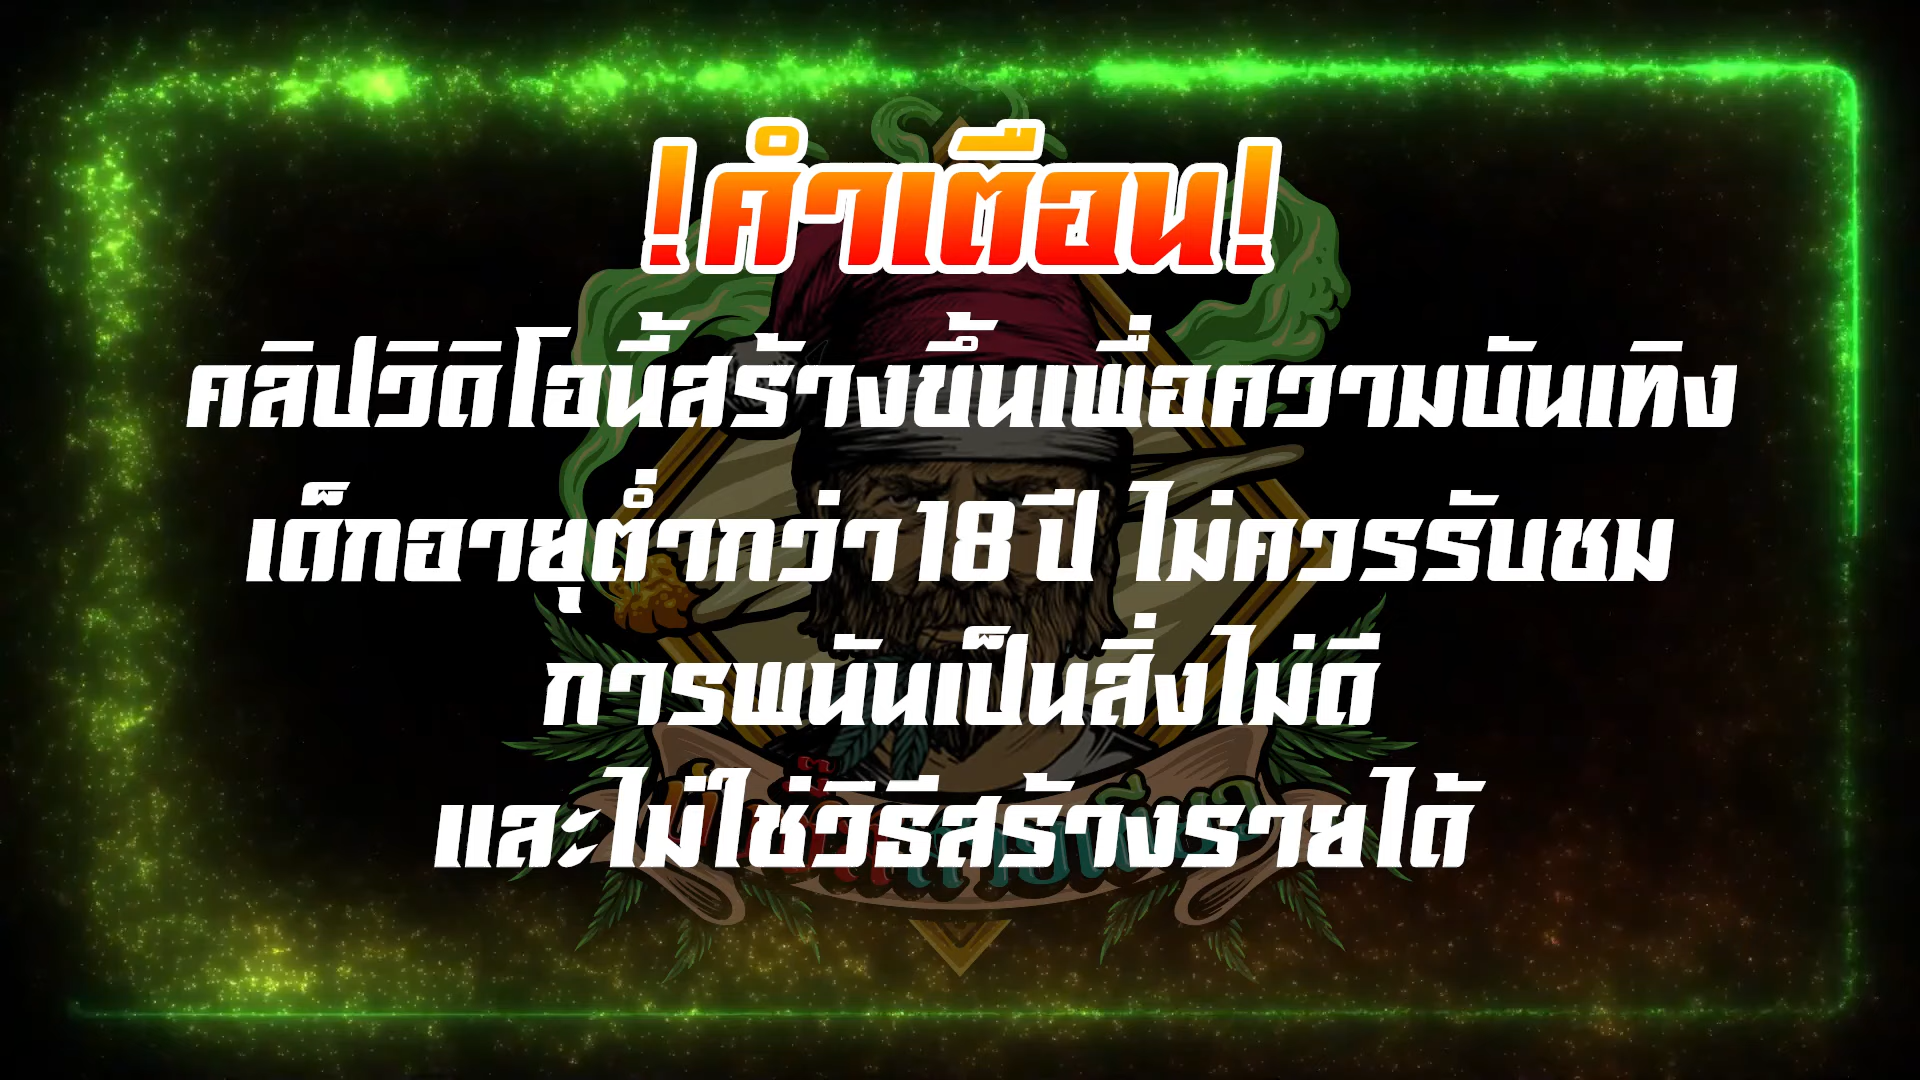 !คำเตือน!
คลิปวิดิโอนี้สร้างขึ้นเพื่อความบันเทิง
เด็กอายุต่ำกว่า18ปี ไม่ควรรับชม
การพนันเป็นสิ่งไม่ดี
และไม่ใช่วิธีสร้างรายได้